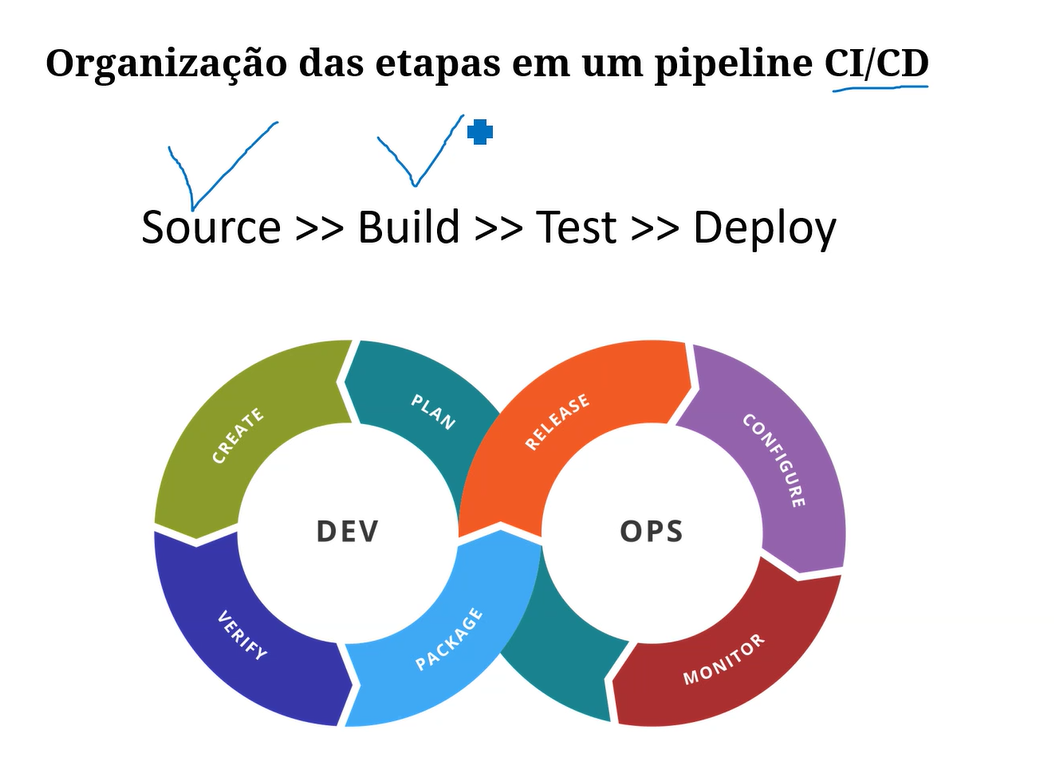 Organização das etapas em um pipeline CI/CD
Source >> Build >> Test >> Deploy
CREATE
PLAN
RELEASE
CONFIGURE
DEV
OPS
VERIFY
PACKAGE
MONITOR